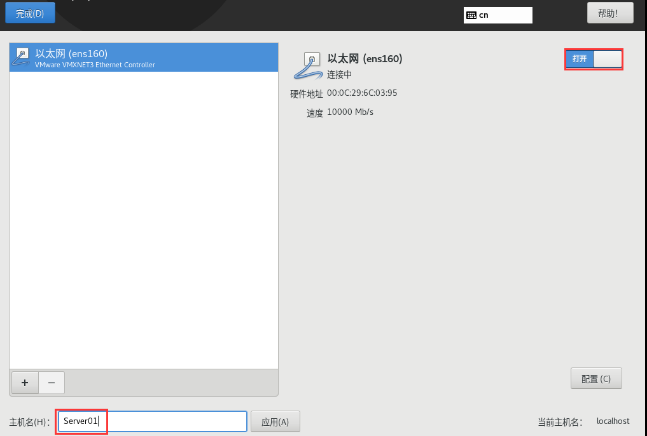 完成(D)
cn
帮助!
以太网 (ens160)
VMware VMXNET3 Ethernet Controller
以太网 (ens160)
连接中
打开
硬件地址 00:0C:29:6C:03:95
速度 10000 Mb/s
+ −
配置 (C)
主机名(H)： Server01 应用(A)
当前主机名： localhost